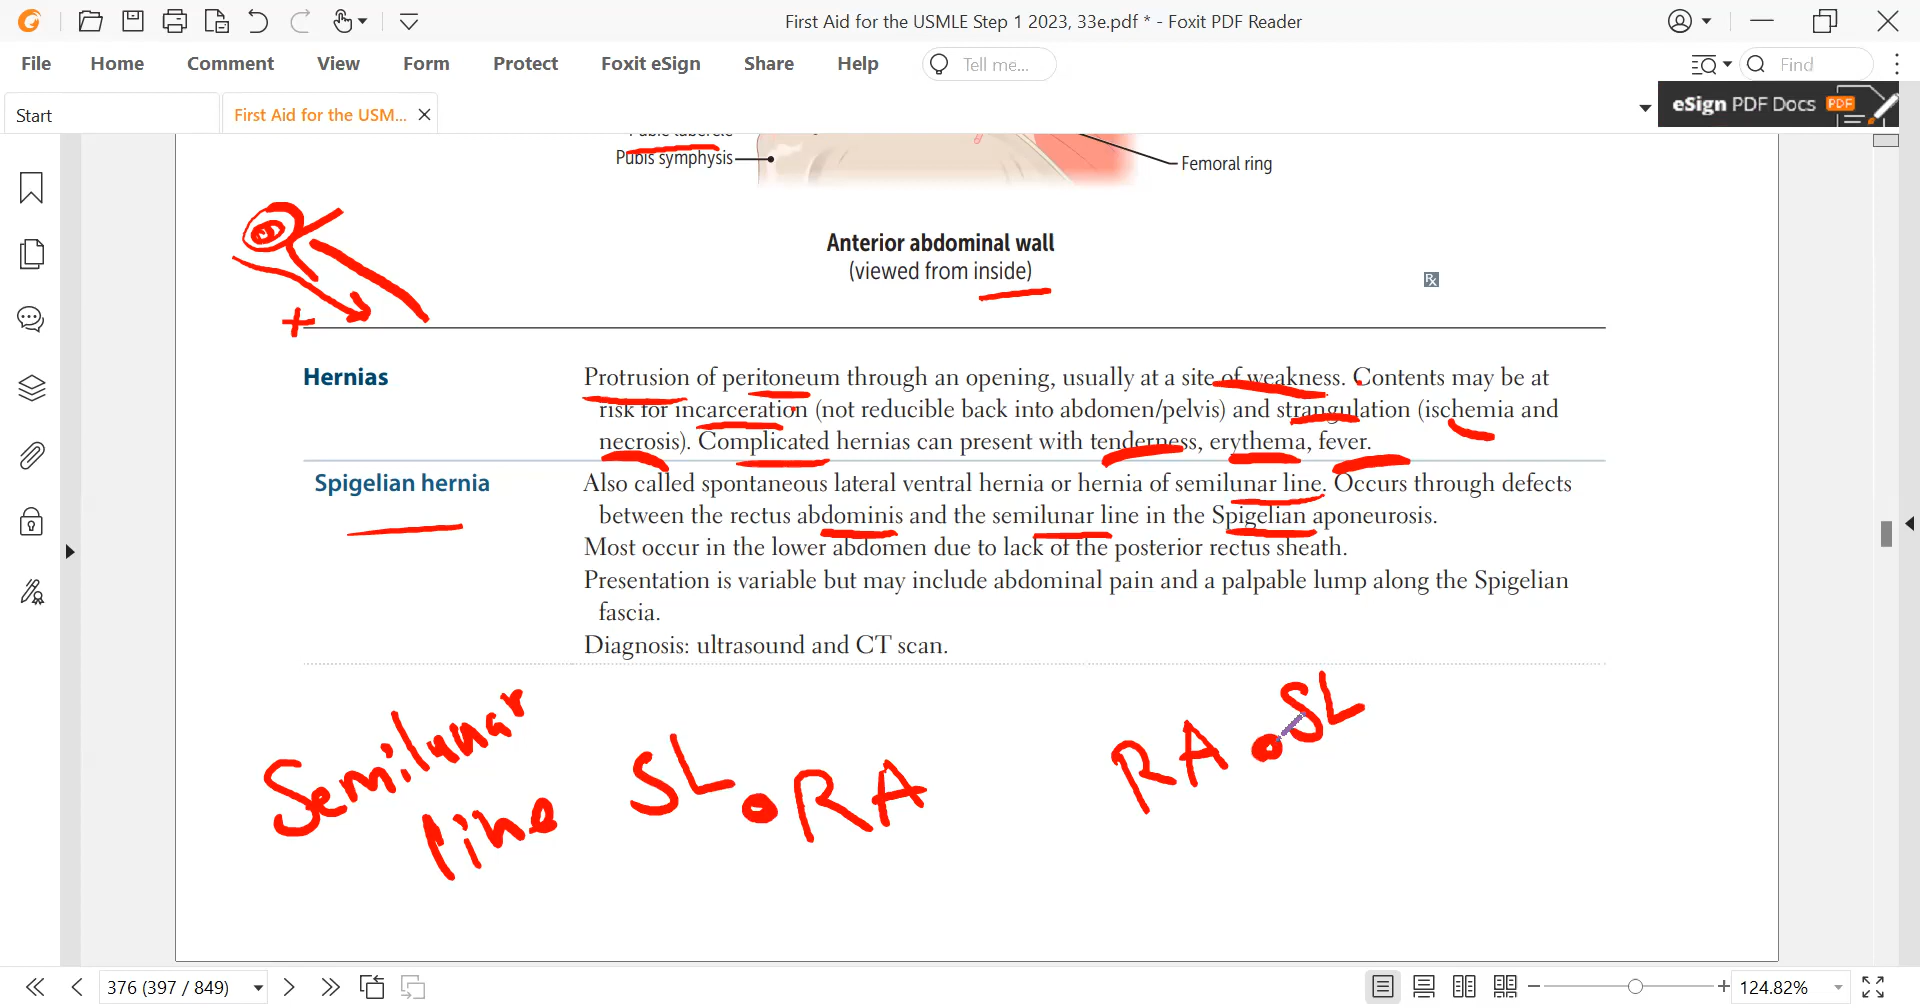 First Aid for the USMLE Step 1 2023, 33e.pdf * - Foxit PDF Reader
File Home Comment View Form Protect Foxit eSign Share Help Tell me... Find
Start First Aid for the USM... eSign PDF Docs PDF
Pubic tubercle
Pubis symphysis
Femoral ring
Anterior abdominal wall
(viewed from inside)
Rx
Hernias
Protrusion of peritoneum through an opening, usually at a site of weakness. Contents may be at
risk for incarceration (not reducible back into abdomen/pelvis) and strangulation (ischemia and
necrosis). Complicated hernias can present with tenderness, erythema, fever.
Spigelian hernia
Also called spontaneous lateral ventral hernia or hernia of semilunar line. Occurs through defects
between the rectus abdominis and the semilunar line in the Spigelian aponeurosis.
Most occur in the lower abdomen due to lack of the posterior rectus sheath.
Presentation is variable but may include abdominal pain and a palpable lump along the Spigelian
fascia.
Diagnosis: ultrasound and CT scan.
Semilunar
line
SL RA
RA SL
376 (397 / 849) 124.82%